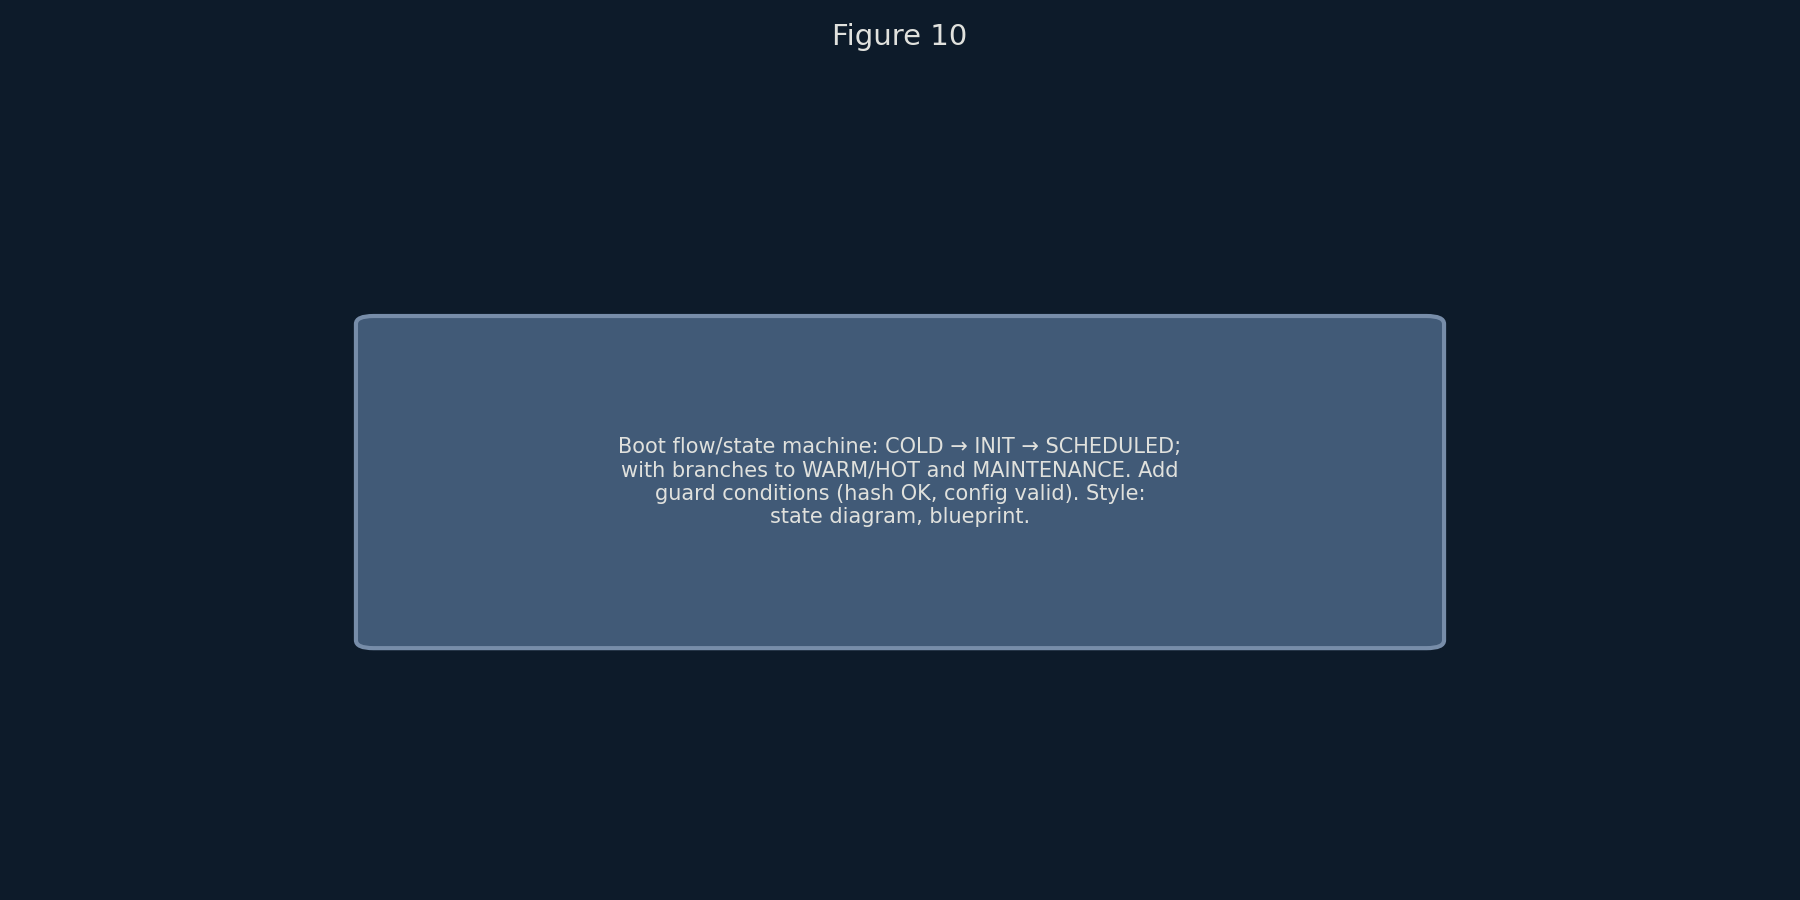 Figure 10
Boot flow/state machine: COLD → INIT → SCHEDULED;
with branches to WARM/HOT and MAINTENANCE. Add
guard conditions (hash OK, config valid). Style:
state diagram, blueprint.